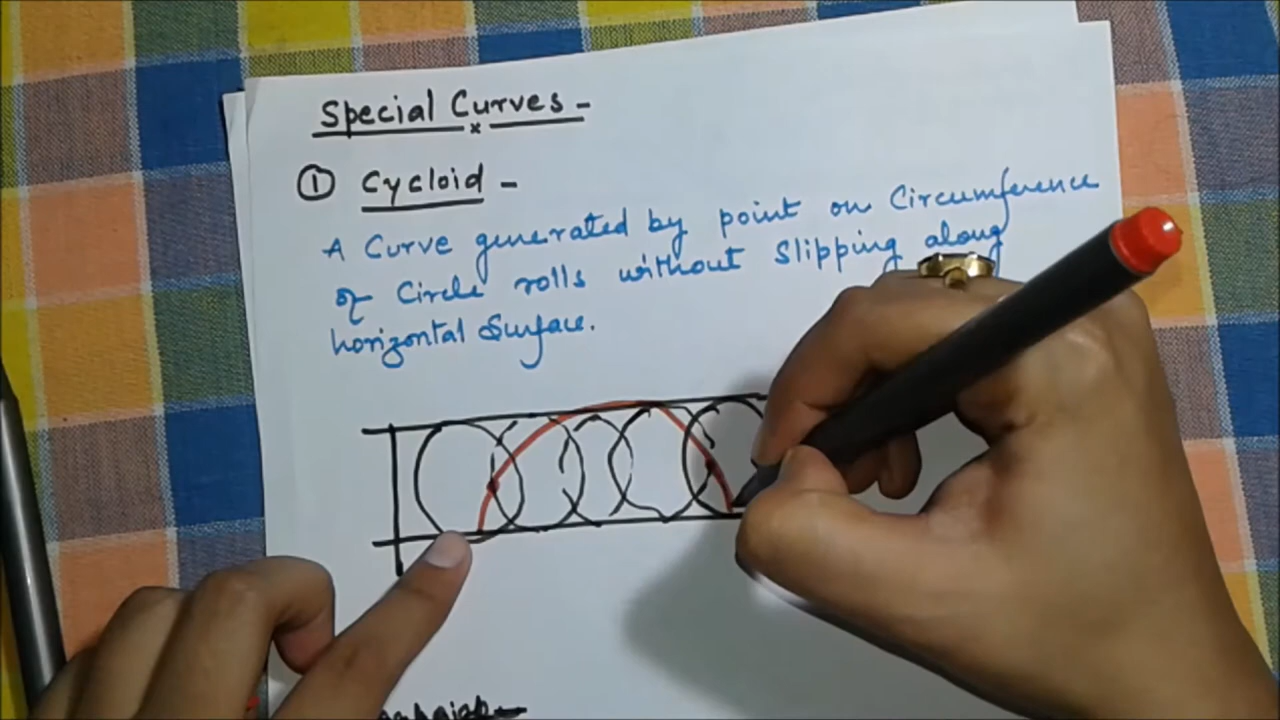 Special Curves -
① Cycloid -
A Curve generated by point on Circumference
of Circle rolls without Slipping along
horizontal Surface.